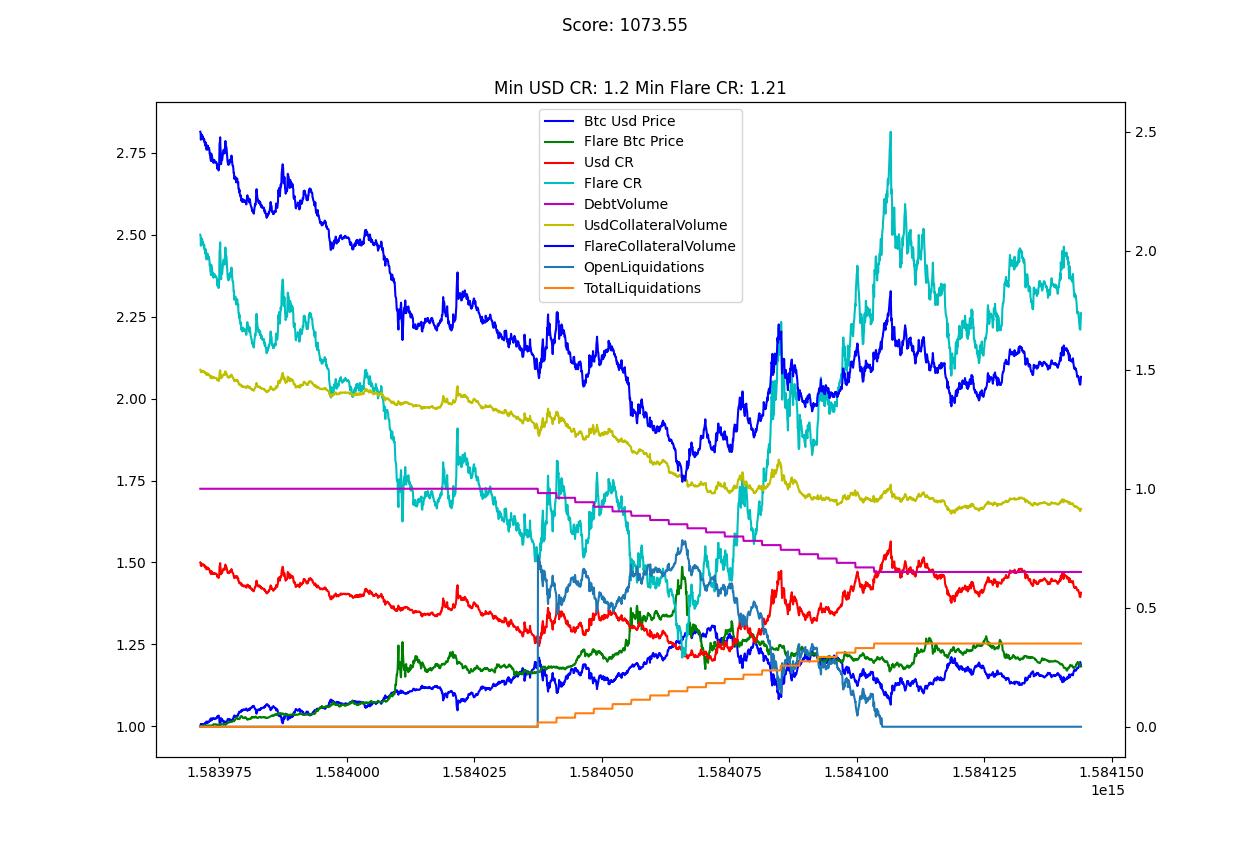 Score: 1073.55
Min USD CR: 1.2 Min Flare CR: 1.21
Btc Usd Price
Flare Btc Price
Usd CR
Flare CR
DebtVolume
UsdCollateralVolume
FlareCollateralVolume
OpenLiquidations
TotalLiquidations
2.75
2.50
2.25
2.00
1.75
1.50
1.25
1.00
2.5
2.0
1.5
1.0
0.5
0.0
1.583975
1.584000
1.584025
1.584050
1.584075
1.584100
1.584125
1.584150
1e15